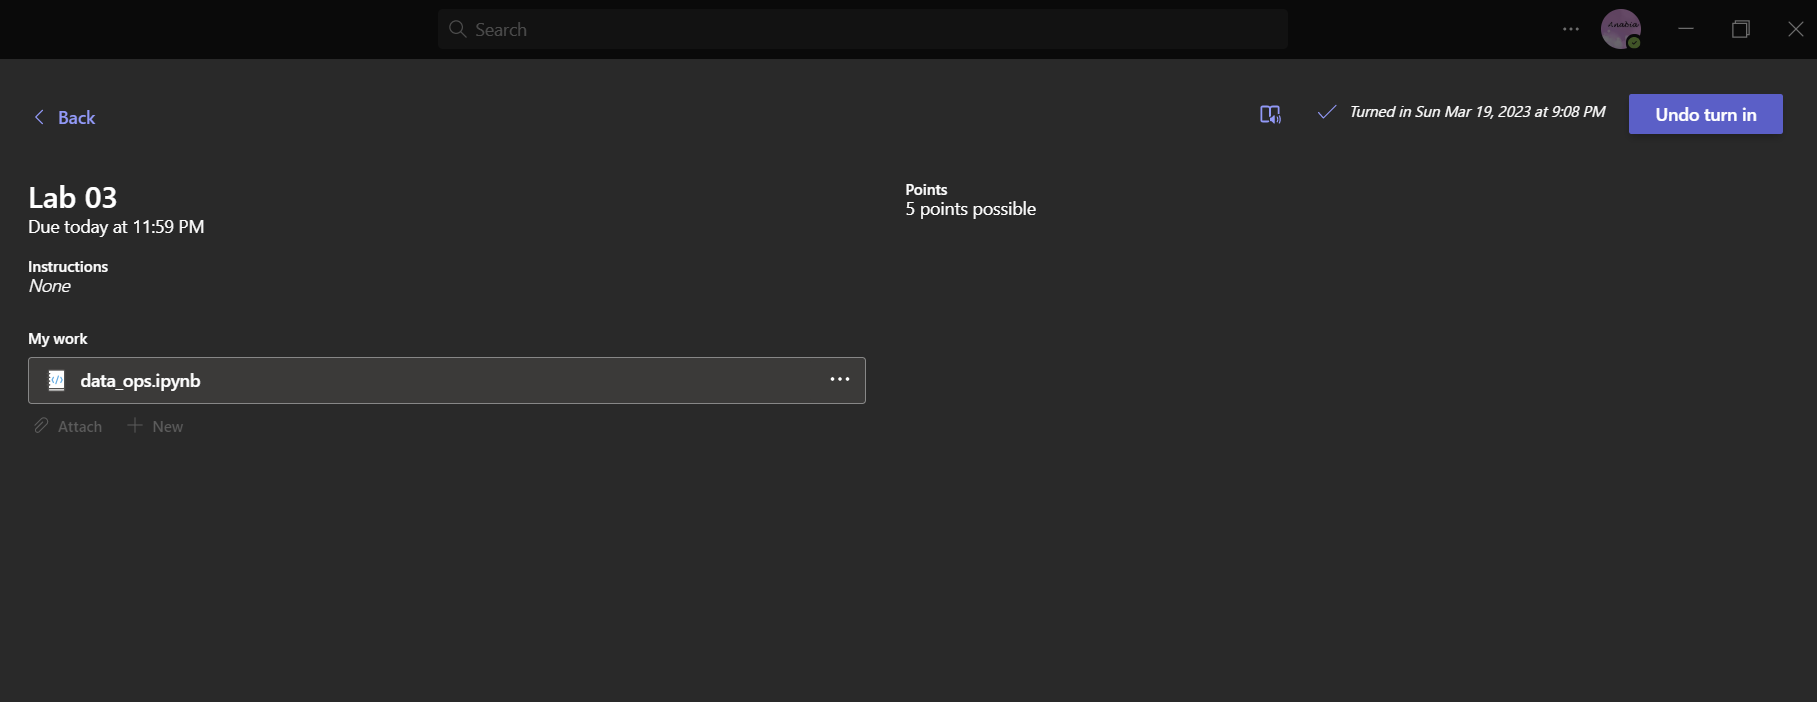 Search
Anabia
Back
Turned in Sun Mar 19, 2023 at 9:08 PM
Undo turn in
Lab 03
Due today at 11:59 PM
Points
5 points possible
Instructions
None
My work
data_ops.ipynb
Attach
New